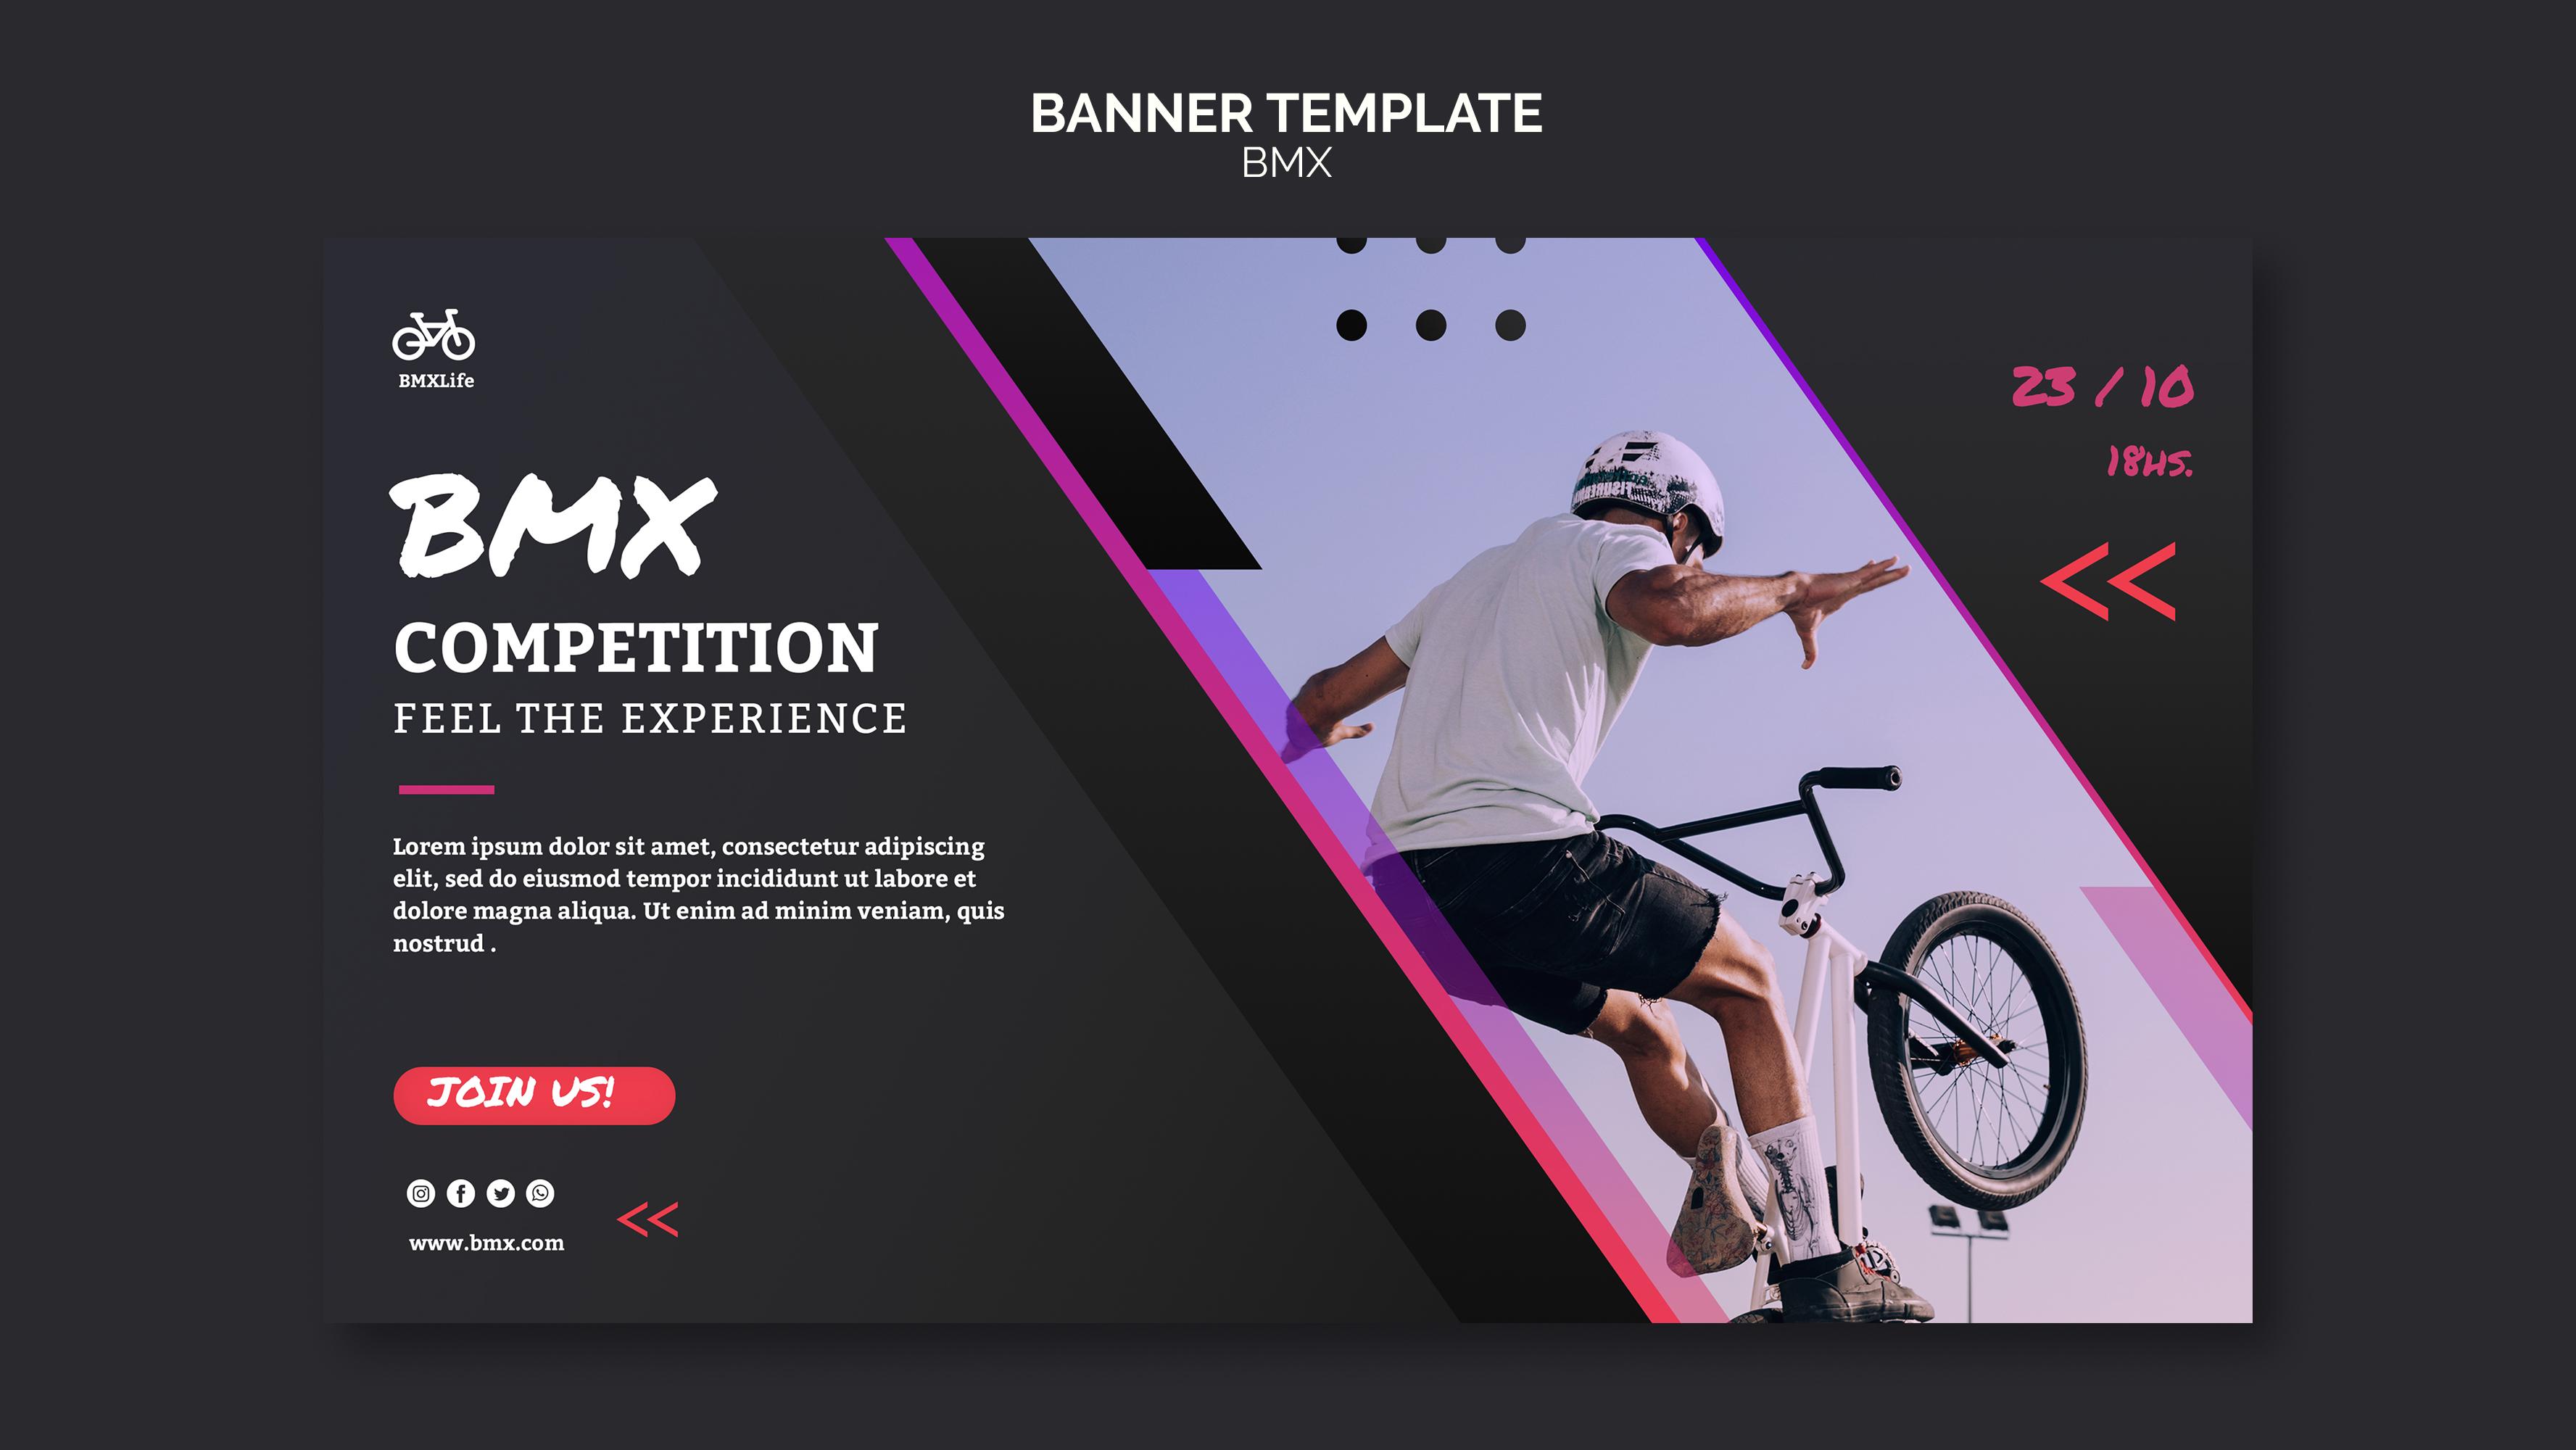 BANNER TEMPLATE
BMX
BMXLife
BMX
COMPETITION
FEEL THE EXPERIENCE
Lorem ipsum dolor sit amet, consectetur adipiscing
elit, sed do eiusmod tempor incididunt ut labore et
dolore magna aliqua. Ut enim ad minim veniam, quis
nostrud .
JOIN US!
www.bmx.com
23 / 10
18HS.